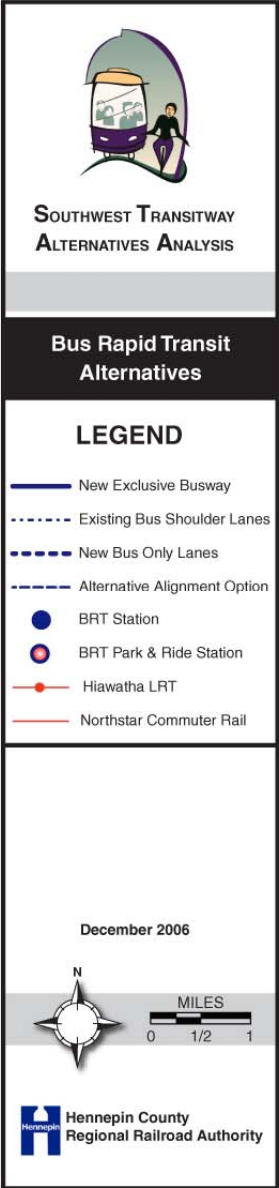 SOUTHWEST TRANSITWAY
ALTERNATIVES ANALYSIS
Bus Rapid Transit
Alternatives
LEGEND
New Exclusive Busway
Existing Bus Shoulder Lanes
New Bus Only Lanes
Alternative Alignment Option
BRT Station
BRT Park & Ride Station
Hiawatha LRT
Northstar Commuter Rail
December 2006
N
MILES
0 1/2 1
Hennepin
Hennepin County
Regional Railroad Authority